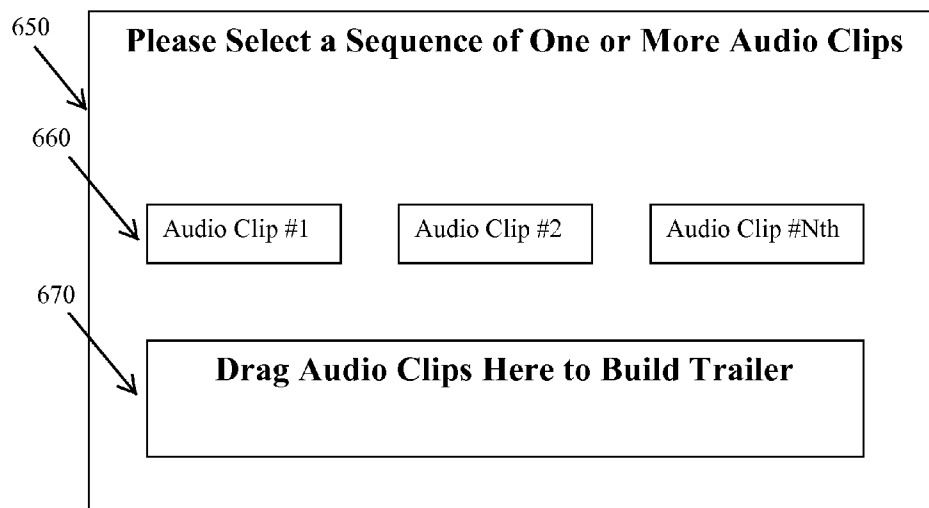 650
Please Select a Sequence of One or More Audio Clips
660
Audio Clip #1
Audio Clip #2
Audio Clip #Nth
670
Drag Audio Clips Here to Build Trailer